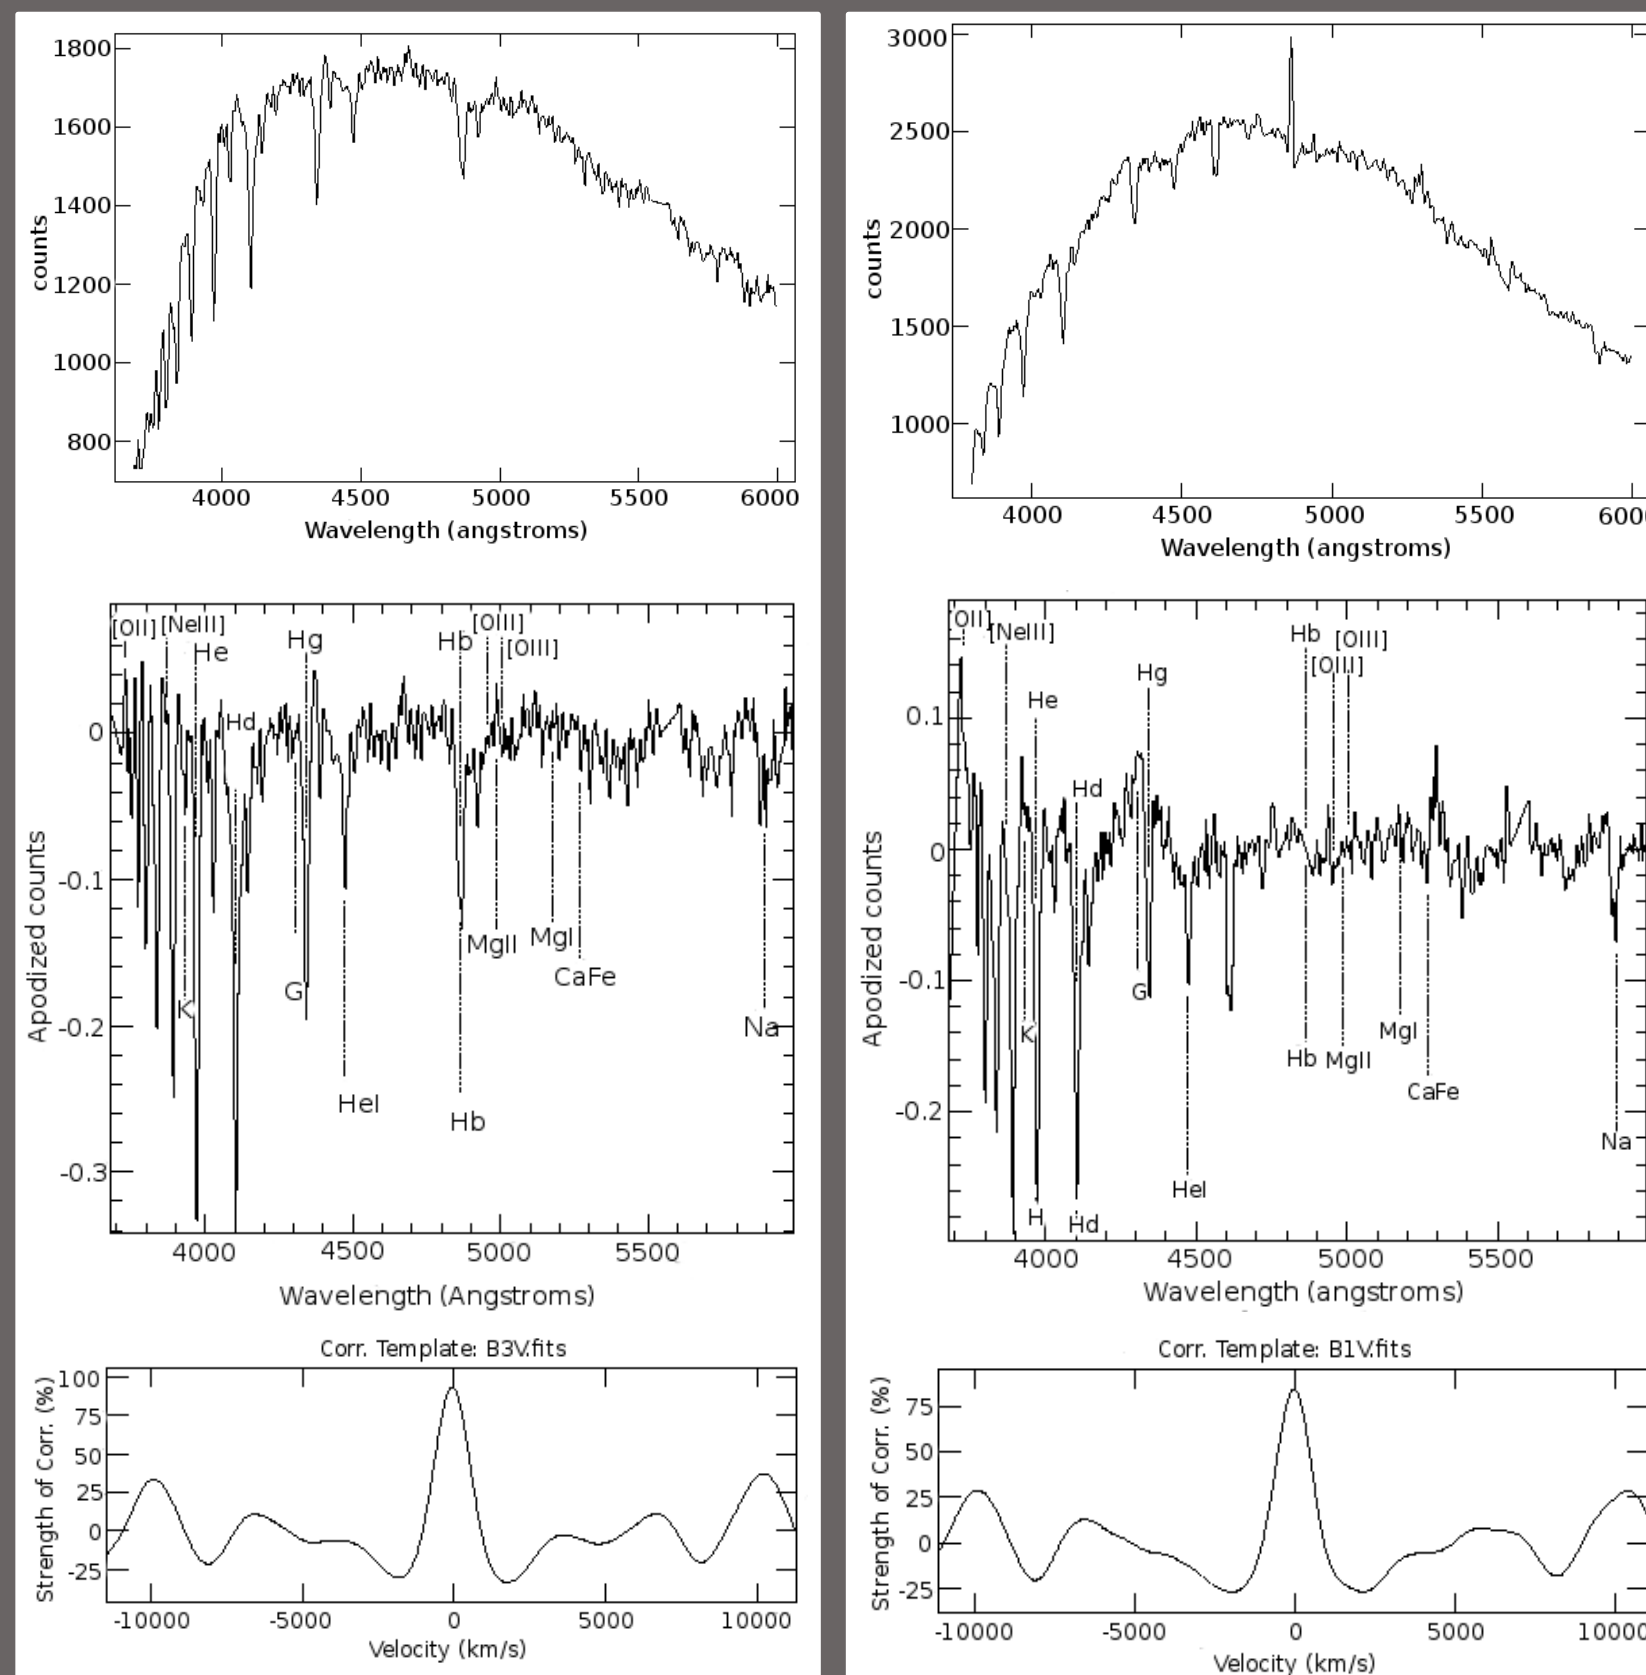 1800
1600
1400
1200
1000
800
counts
4000 4500 5000 5500 6000
Wavelength (angstroms)
[OII] [NeIII] He Hd Hg Hb [OIII] [OIII]
0
-0.1
-0.2
-0.3
Apodized counts
K G HeI Hb MgII MgI CaFe Na
4000 4500 5000 5500
Wavelength (Angstroms)
Corr. Template: B3V.fits
100
75
50
25
0
-25
Strength of Corr. (%)
-10000 -5000 0 5000 10000
Velocity (km/s)
3000
2500
2000
1500
1000
counts
4000 4500 5000 5500 600
Wavelength (angstroms)
[OII] [NeIII] He Hd Hg Hb [OIII] [OIII]
0.1
0
-0.1
-0.2
Apodized counts
K H Hd G HeI Hb MgII MgI CaFe Na
4000 4500 5000 5500
Wavelength (angstroms)
Corr. Template: B1V.fits
75
50
25
0
-25
Strength of Corr. (%)
-10000 -5000 0 5000 10000
Velocity (km/s)